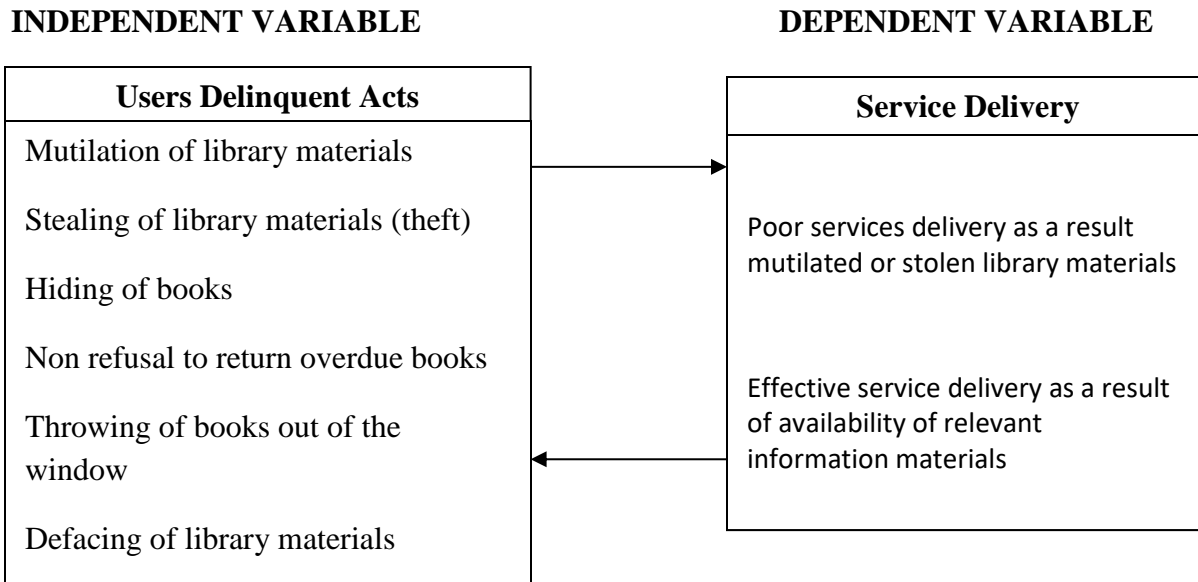 INDEPENDENT VARIABLE
DEPENDENT VARIABLE
Users Delinquent Acts
Mutilation of library materials
Stealing of library materials (theft)
Hiding of books
Non refusal to return overdue books
Throwing of books out of the
window
Defacing of library materials
Service Delivery
Poor services delivery as a result
mutilated or stolen library materials
Effective service delivery as a result
of availability of relevant
information materials